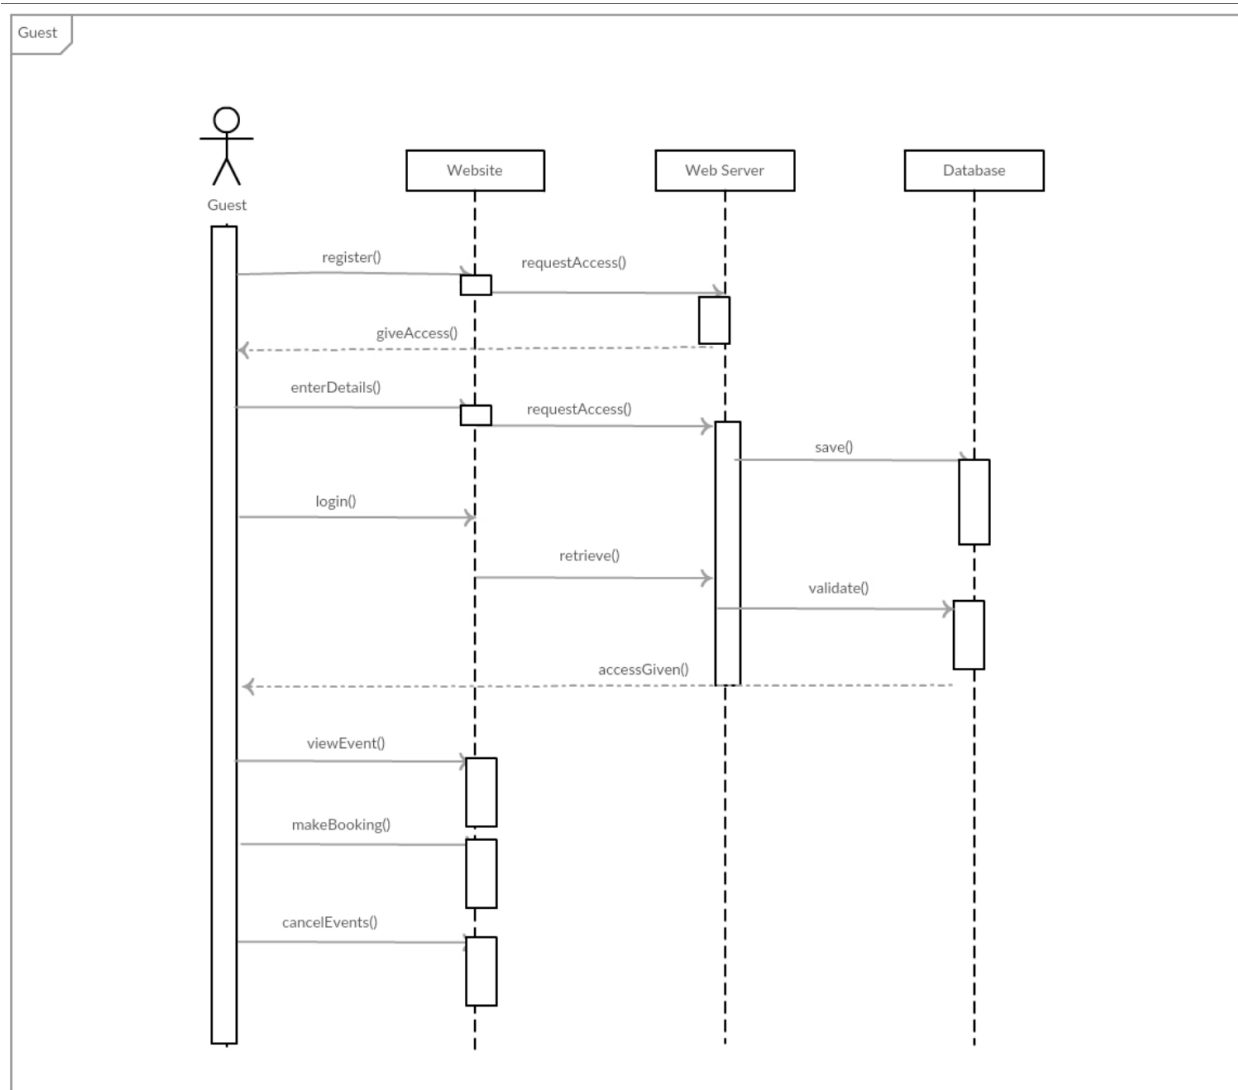 Guest
Guest
Website
Web Server
Database
register()
requestAccess()
giveAccess()
enterDetails()
requestAccess()
save()
login()
retrieve()
validate()
accessGiven()
viewEvent()
makeBooking()
cancelEvents()